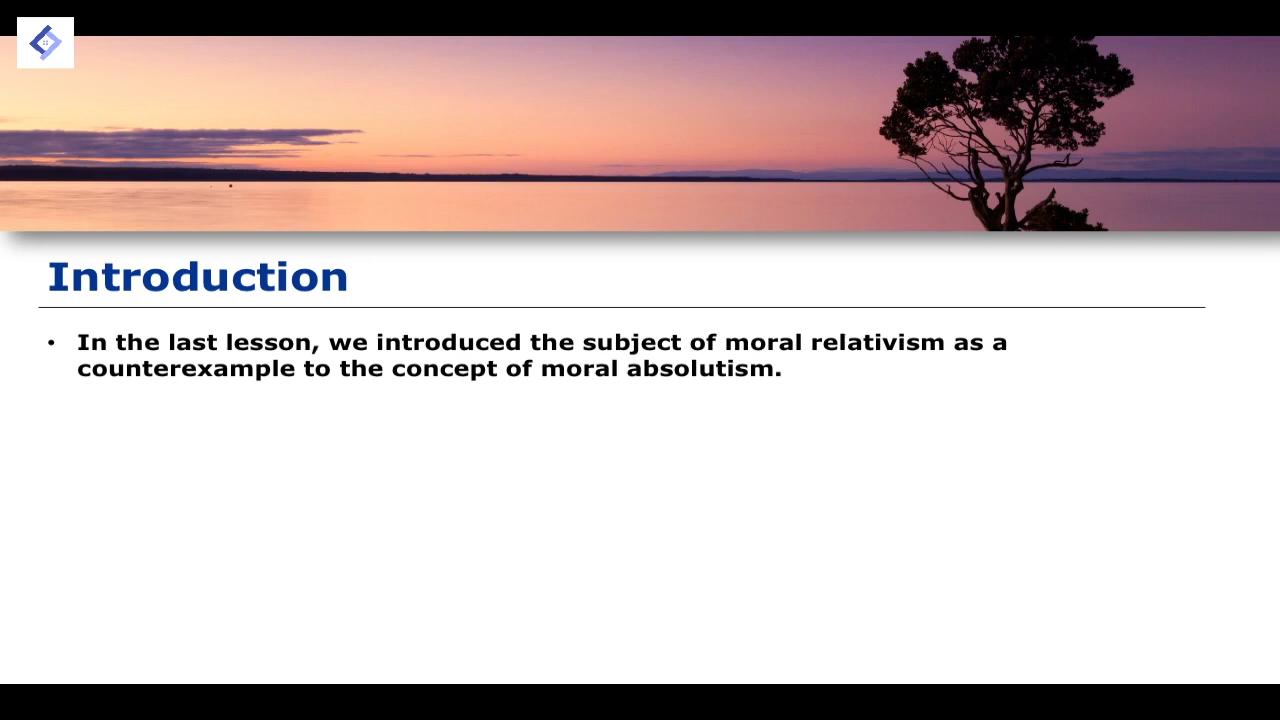 Introduction
• In the last lesson, we introduced the subject of moral relativism as a
counterexample to the concept of moral absolutism.